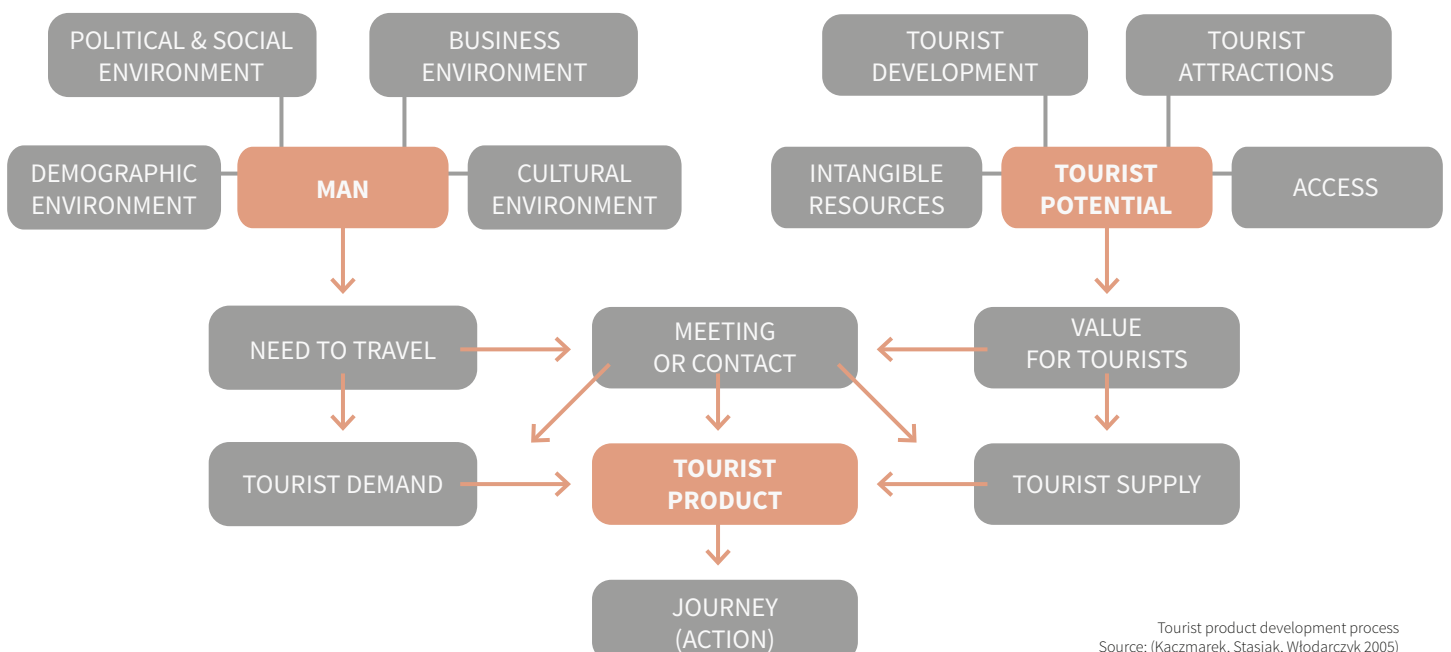 POLITICAL & SOCIAL
ENVIRONMENT
BUSINESS
ENVIRONMENT
TOURIST
DEVELOPMENT
TOURIST
ATTRACTIONS
DEMOGRAPHIC
ENVIRONMENT
MAN
CULTURAL
ENVIRONMENT
INTANGIBLE
RESOURCES
TOURIST
POTENTIAL
ACCESS
NEED TO TRAVEL
MEETING
OR CONTACT
VALUE
FOR TOURISTS
TOURIST DEMAND
TOURIST
PRODUCT
TOURIST SUPPLY
JOURNEY
(ACTION)
Tourist product development process
Source: (Kaczmarek, Stasiak, Włodarczyk 2005)